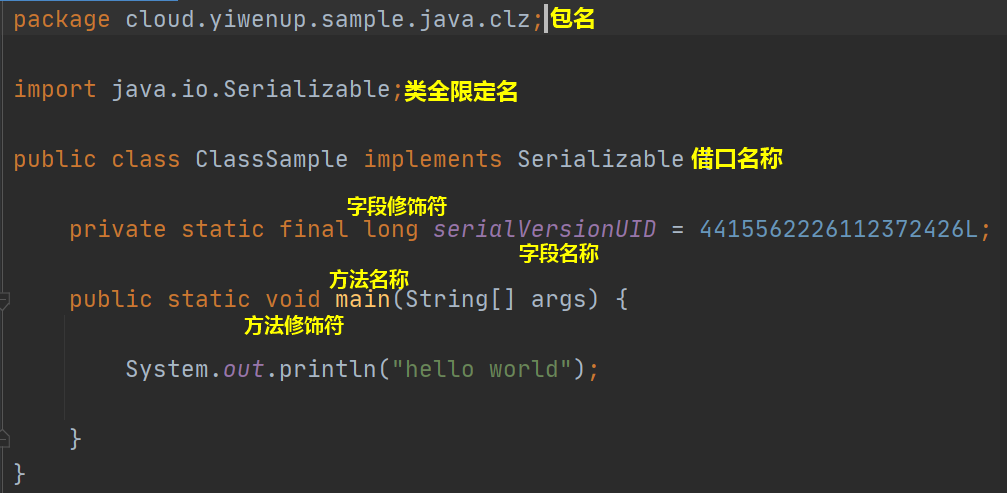 package cloud.yiwenup.sample.java.clz; 包名
import java.io.Serializable; 类全限定名
public class ClassSample implements Serializable 借口名称
字段修饰符
private static final long serialVersionUID = 44155622261123724​26L;
字段名称
方法名称
public static void main(String[] args) {
方法修饰符
System.out.println("hello world");
}
}